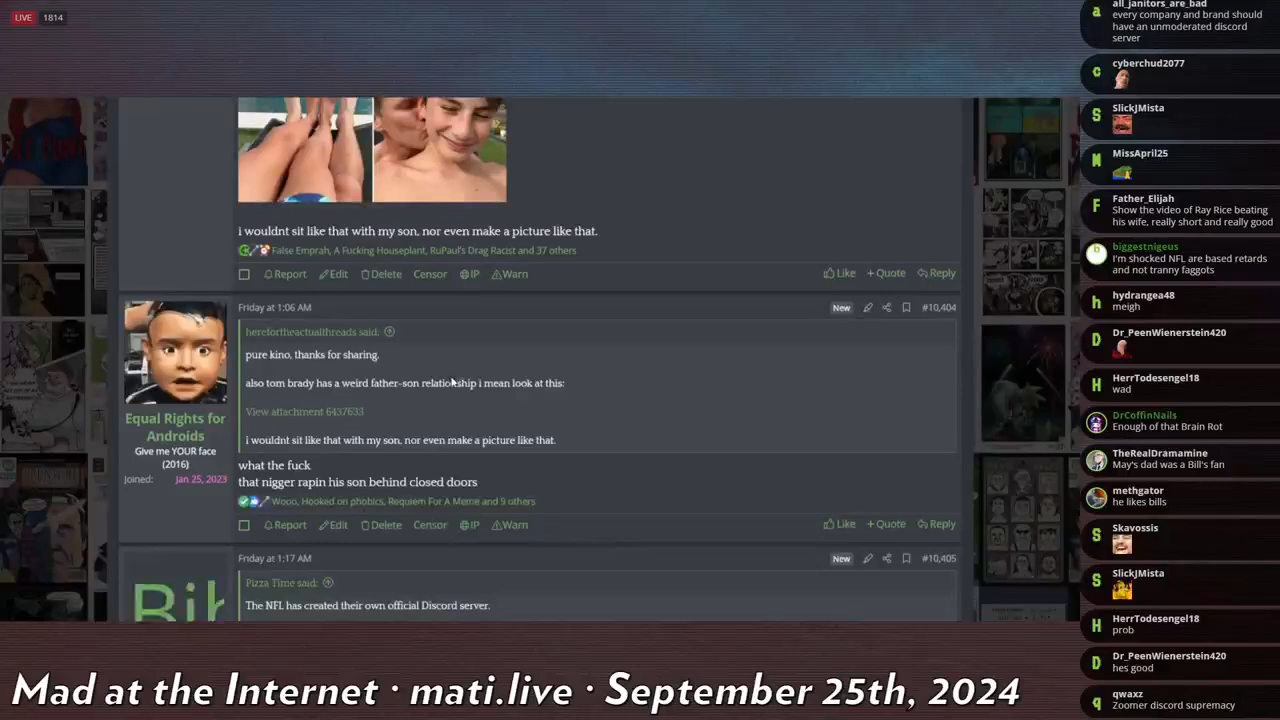 LIVE 1814
i wouldnt sit like that with my son, nor even make a picture like that.
False Emprah, A Fucking Houseplant, RuPaul's Drag Racist and 37 others
Report Edit Delete Censor IP Warn Like + Quote Reply
Friday at 1:06 AM New #10,404
herefortheactualthreads said:
pure kino, thanks for sharing.
also tom brady has a weird father-son relationship i mean look at this:
View attachment 6437633
i wouldnt sit like that with my son, nor even make a picture like that.
Equal Rights for
Androids
Give me YOUR face
(2016)
Joined: Jan 25, 2023
what the fuck
that nigger rapin his son behind closed doors
Wooo, Hooked on phobics, Requiem For A Meme and 9 others
Report Edit Delete Censor IP Warn Like + Quote Reply
Friday at 1:17 AM New #10,405
Pizza Time said:
The NFL has created their own official Discord server.
all_janitors_are_bad
every company and brand should
have an unmoderated discord
server
cyberchud2077
SlickJMista
MissApril25
Father_Elijah
Show the video of Ray Rice beating
his wife, really short and really good
biggestnigeus
I'm shocked NFL are based retards
and not tranny faggots
hydrangea48
meigh
Dr_PeenWienerstein420
HerrTodesengel18
wad
DrCoffinNails
Enough of that Brain Rot
TheRealDramamine
May's dad was a Bill's fan
methgator
he likes bills
Skavossis
SlickJMista
HerrTodesengel18
prob
Dr_PeenWienerstein420
hes good
qwaxz
Zoomer discord supremacy
Mad at the Internet · mati.live · September 25th, 2024